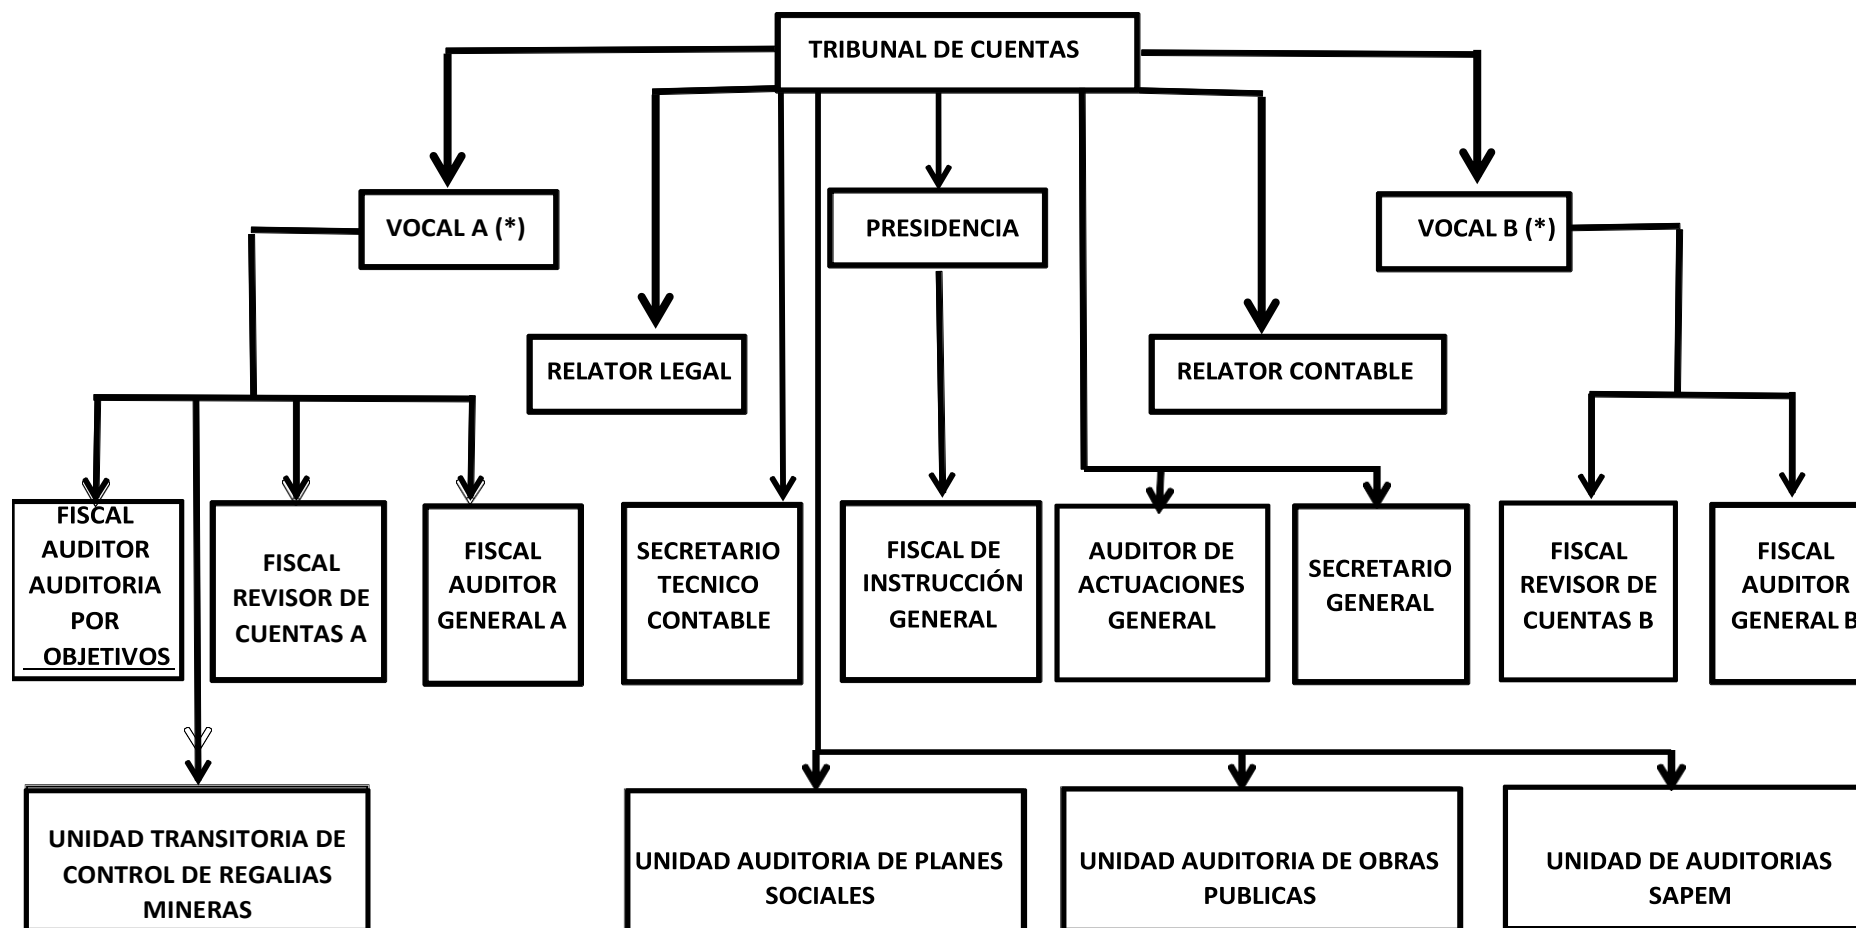 TRIBUNAL DE CUENTAS
VOCAL A (*)
PRESIDENCIA
VOCAL B (*)
RELATOR LEGAL
RELATOR CONTABLE
FISCAL
AUDITOR
AUDITORIA
POR
OBJETIVOS
FISCAL
REVISOR DE
CUENTAS A
FISCAL
AUDITOR
GENERAL A
SECRETARIO
TECNICO
CONTABLE
FISCAL DE
INSTRUCCIÓN
GENERAL
AUDITOR DE
ACTUACIONES
GENERAL
SECRETARIO
GENERAL
FISCAL
REVISOR DE
CUENTAS B
FISCAL
AUDITOR
GENERAL B
UNIDAD TRANSITORIA DE
CONTROL DE REGALIAS
MINERAS
UNIDAD AUDITORIA DE PLANES
SOCIALES
UNIDAD AUDITORIA DE OBRAS
PUBLICAS
UNIDAD DE AUDITORIAS
SAPEM